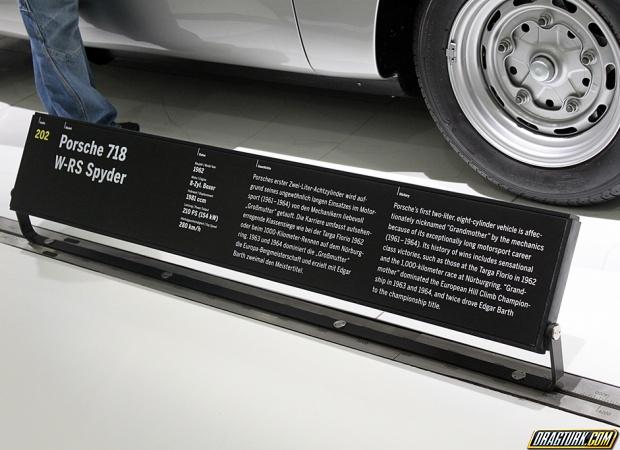 202
Porsche 718
W-RS Spyder
1962
8-Zyl. Boxer
1981 ccm
210 PS (154 kW)
280 km/h
Porsches erster Zwei-Liter-Achtzylinder wird auf-
grund seines ungewöhnlich langen Einsatzes im Motor-
sport (1961–1964) von den Mechanikern liebevoll
„Großmutter“ getauft. Die Karriere umfasst aufsehen-
erregende Klassensiege wie bei der Targa Florio 1962
oder beim 1000-Kilometer-Rennen auf dem Nürburg-
ring. 1963 und 1964 dominiert die „Großmutter“
die Europa-Bergmeisterschaft und erzielt mit Edgar
Barth zweimal den Meistertitel.
Porsche's first two-liter, eight-cylinder vehicle is affec-
tionately nicknamed "Grandmother" by the mechanics
because of its exceptionally long motorsport career
(1961–1964). Its history of wins includes sensational
class victories, such as those at the Targa Florio in 1962
and the 1,000-kilometer race at Nürburgring. "Grand-
mother" dominated the European Hill Climb Champion-
ship in 1963 and 1964, and twice drove Edgar Barth
to the championship title.
DRAGTURK.COM